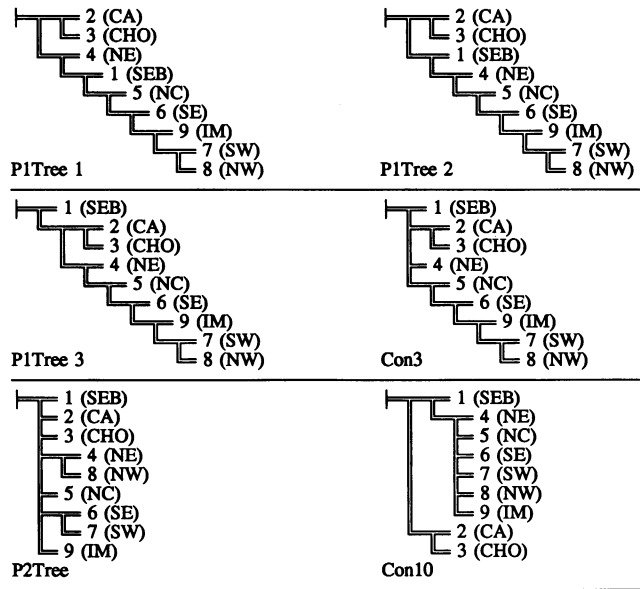 2 (CA)
3 (CHO)
4 (NE)
1 (SEB)
5 (NC)
6 (SE)
9 (IM)
7 (SW)
8 (NW)
P1Tree 1
2 (CA)
3 (CHO)
1 (SEB)
4 (NE)
5 (NC)
6 (SE)
9 (IM)
7 (SW)
8 (NW)
P1Tree 2
1 (SEB)
2 (CA)
3 (CHO)
4 (NE)
5 (NC)
6 (SE)
9 (IM)
7 (SW)
8 (NW)
P1Tree 3
1 (SEB)
2 (CA)
3 (CHO)
4 (NE)
5 (NC)
6 (SE)
9 (IM)
7 (SW)
8 (NW)
Con3
1 (SEB)
2 (CA)
3 (CHO)
4 (NE)
8 (NW)
5 (NC)
6 (SE)
7 (SW)
9 (IM)
P2Tree
1 (SEB)
4 (NE)
5 (NC)
6 (SE)
7 (SW)
8 (NW)
9 (IM)
2 (CA)
3 (CHO)
Con10